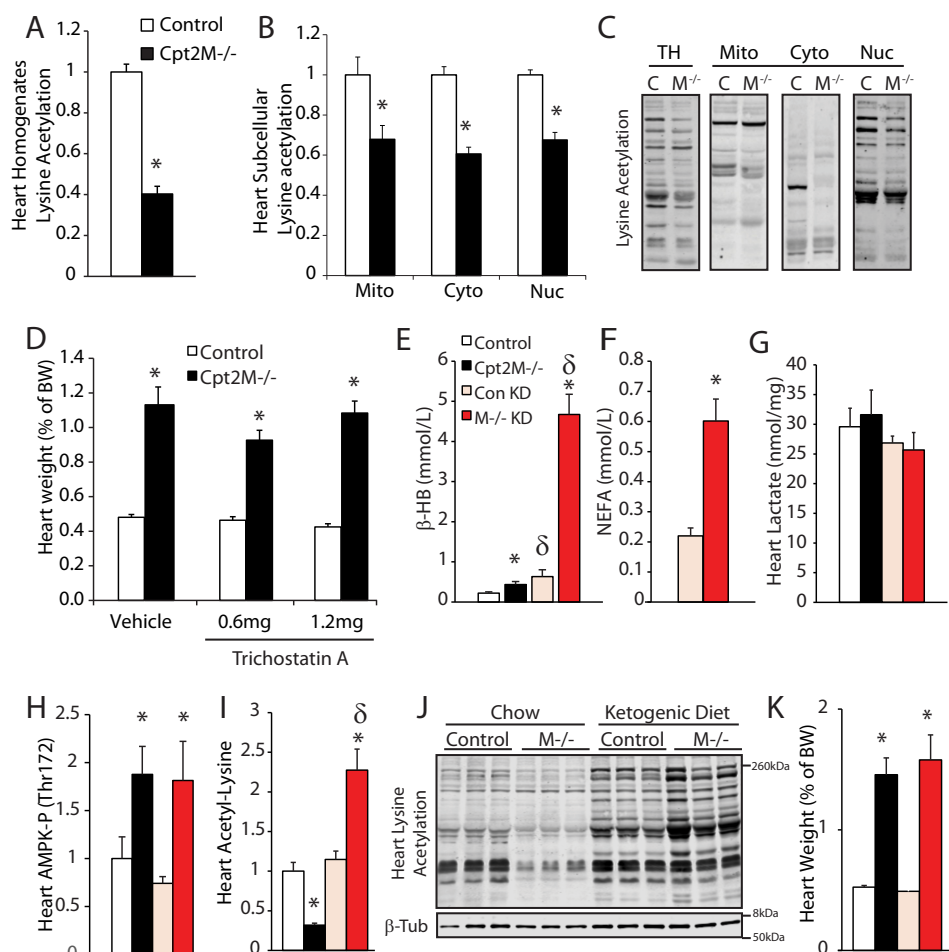 A
Control
Cpt2M-/-
Heart Homogenates
Lysine Acetylation
1.2
1
0.8
0.6
0.4
0.2
0
*
B
Heart Subcellular
Lysine acetylation
1.2
1
0.8
0.6
0.4
0.2
0
* * *
Mito Cyto Nuc
C
TH Mito Cyto Nuc
C M-/- C M-/- C M-/- C M-/-
Lysine Acetylation
D
Control
Cpt2M-/-
Heart weight (% of BW)
1.4
1.2
1.0
0.8
0.6
0.4
0.2
0.0
* * *
Vehicle 0.6mg 1.2mg
Trichostatin A
E
Control
Cpt2M-/-
Con KD
M-/- KD
β-HB (mmol/L)
6
5
4
3
2
1
0
* δ δ
*
F
NEFA (mmol/L)
0.8
0.7
0.6
0.5
0.4
0.3
0.2
0.1
0
*
G
Heart Lactate (nmol/mg)
40
35
30
25
20
15
10
5
0
H
Heart AMPK-P (Thr172)
2.5
2
1.5
1
0.5
0
* *
I
Heart Acetyl-Lysine
3
2.5
2
1.5
1
0.5
0
* δ
*
J
Chow Ketogenic Diet
Control M-/- Control M-/-
Heart Lysine
Acetylation
260kDa
β-Tub
8kDa
50kDa
K
Heart Weight (% of BW)
2
1
0
* *